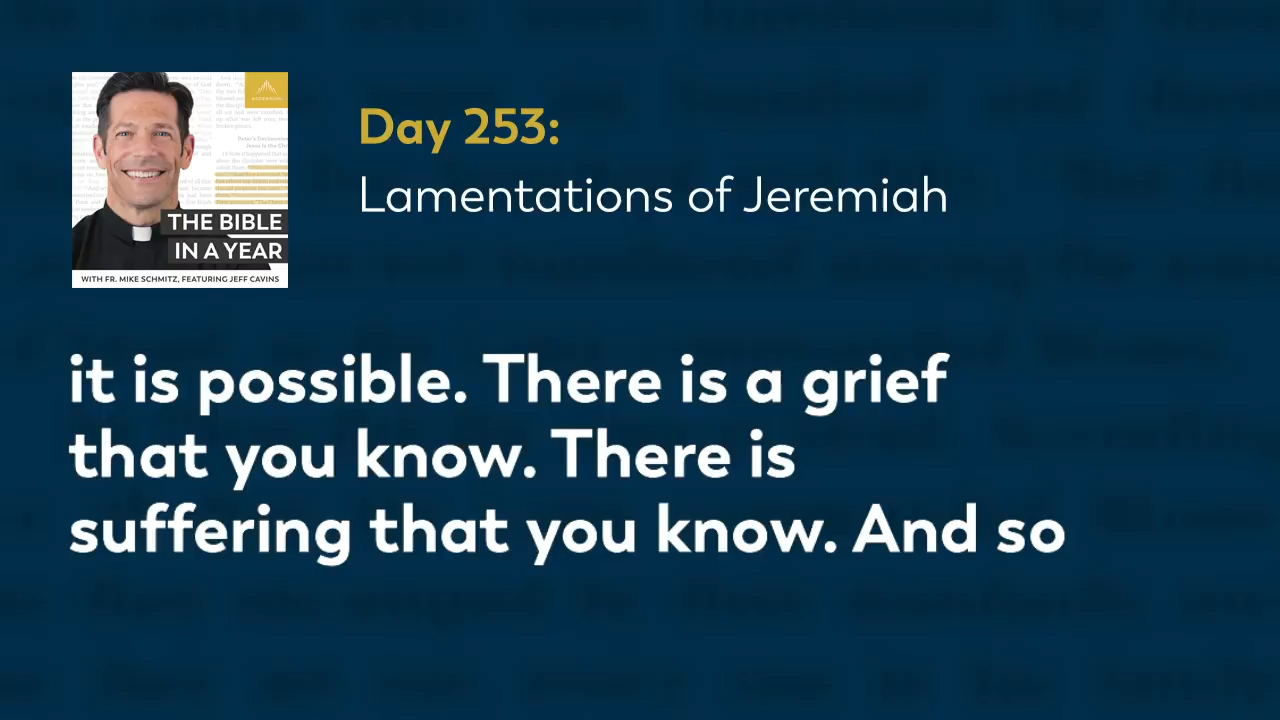 Day 253:
Lamentations of Jeremiah
THE BIBLE
IN A YEAR
WITH FR. MIKE SCHMITZ, FEATURING JEFF CAVINS
it is possible. There is a grief
that you know. There is
suffering that you know. And so